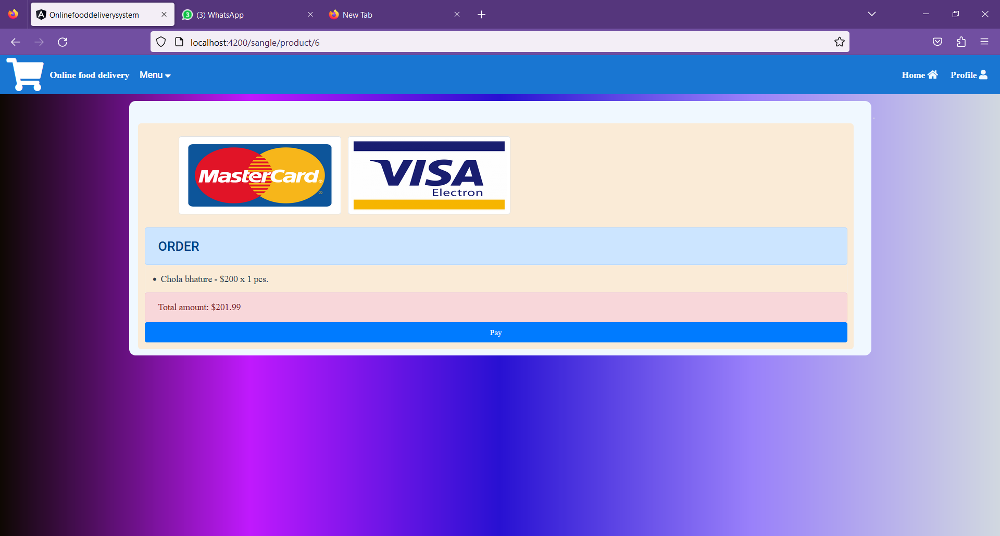 Onlinefooddeliverysystem
3 (3) WhatsApp
New Tab
localhost:4200/sangle/product/6
Online food delivery
Menu
Home
Profile
MasterCard®
®
VISA
Electron
ORDER
• Chola bhature - $200 x 1 pcs.
Total amount: $201.99
Pay